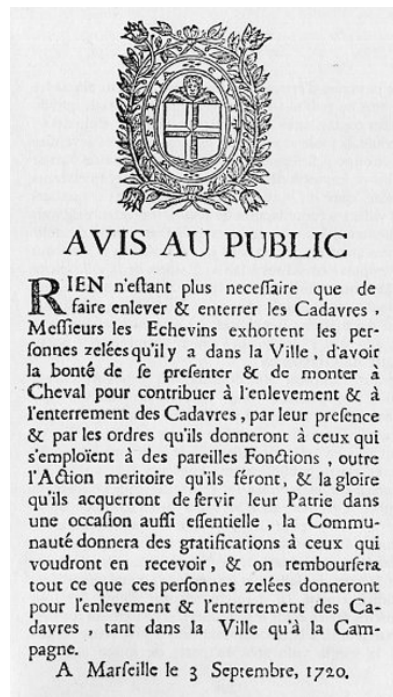 AVIS AU PUBLIC
RIEN n'eſtant plus neceſſaire que de
faire enlever & enterrer les Cadavres,
Meſſieurs les Echevins exhortent les per-
ſonnes zelées qu'il y a dans la Ville, d'avoir
la bonté de ſe preſenter & de monter à
Cheval pour contribuer à l'enlevement & à
l'enterrement des Cadavres, par leur preſence
& par les ordres qu'ils donneront à ceux qui
s'emploïent à des pareilles Fonctions, outre
l'Action meritoire qu'ils féront, & la gloire
qu'ils acquerront de ſervir leur Patrie dans
une occaſion auſſi eſſentielle, la Commu-
nauté donnera des gratifications à ceux qui
voudront en recevoir, & on rembourſera
tout ce que ces perſonnes zelées donneront
pour l'enlevement & l'enterrement des Ca-
davres, tant dans la Ville qu'à la Cam-
pagne.
A Marſeille le 3 Septembre, 1720.